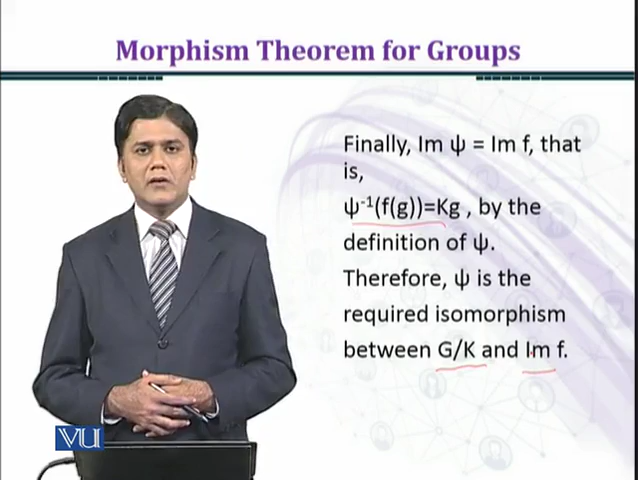 Morphism Theorem for Groups
Finally, Im ψ = Im f, that
is,
ψ⁻¹(f(g))=Kg , by the
definition of ψ.
Therefore, ψ is the
required isomorphism
between G/K and Im f.
VU